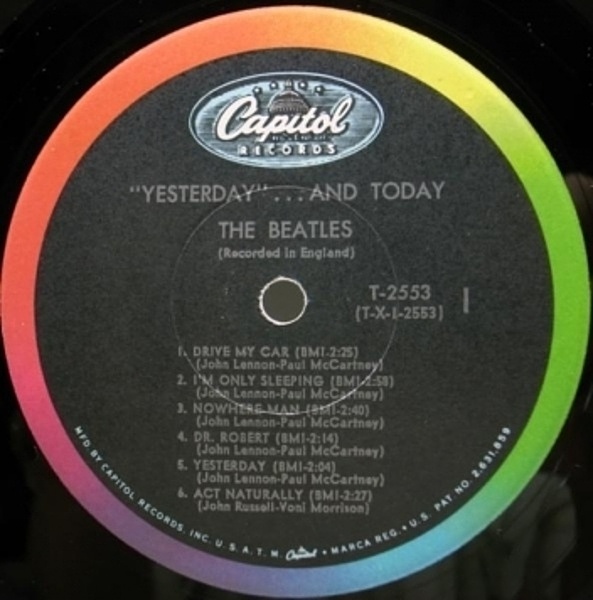 Capitol
RECORDS
"YESTERDAY"...AND TODAY
THE BEATLES
(Recorded in England)
T-2553
(T-X-1-2553)
1
1. DRIVE MY CAR (BMI-2:25)
(John Lennon-Paul McCartney)
2. I'M ONLY SLEEPING (BMI-2:58)
(John Lennon-Paul McCartney)
3. NOWHERE MAN (BMI-2:40)
(John Lennon-Paul McCartney)
4. DR. ROBERT (BMI-2:14)
(John Lennon-Paul McCartney)
5. YESTERDAY (BMI-2:04)
(John Lennon-Paul McCartney)
6. ACT NATURALLY (BMI-2:27)
(John Russell-Voni Morrison)
MFD. BY CAPITOL RECORDS, INC. U.S.A. T.M. Capitol • MARCA REG. • U.S. PAT. NO. 2,631,859